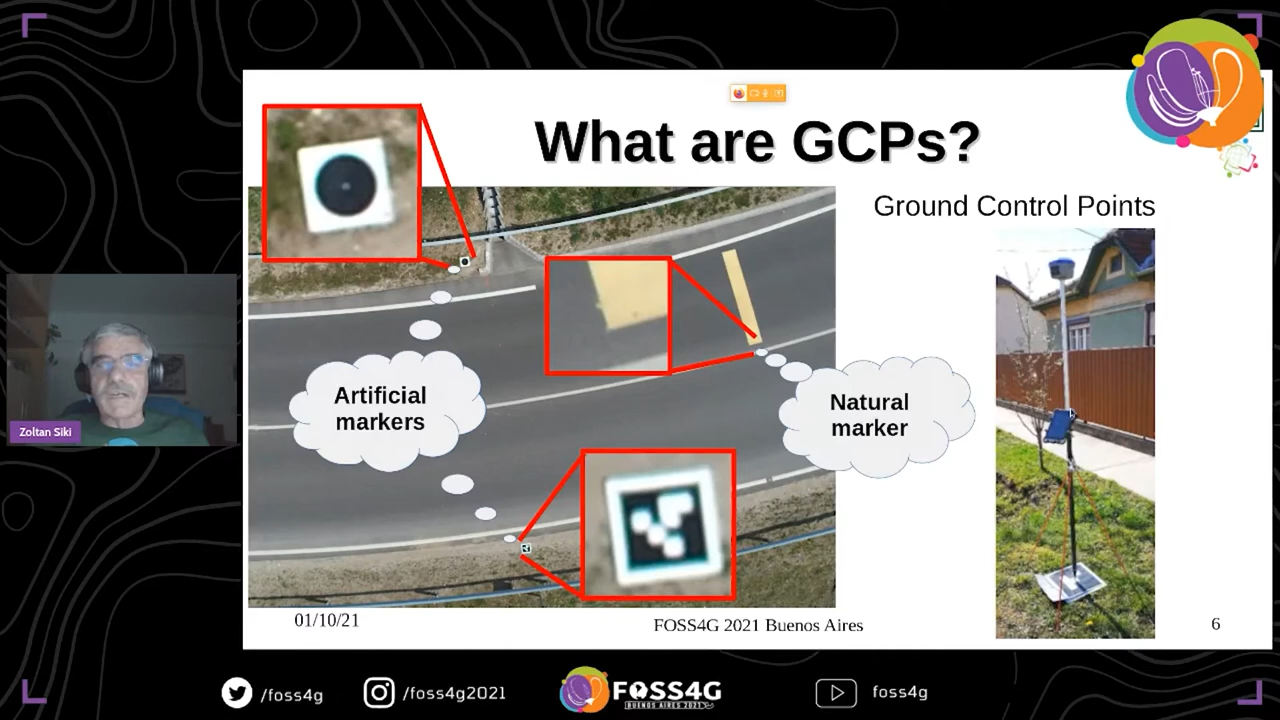 What are GCPs?
Ground Control Points
Artificial
markers
Natural
marker
Zoltan Siki
01/10/21
FOSS4G 2021 Buenos Aires
6
/foss4g
/foss4g2021
FOSS4G
BUENOS AIRES 2021
foss4g